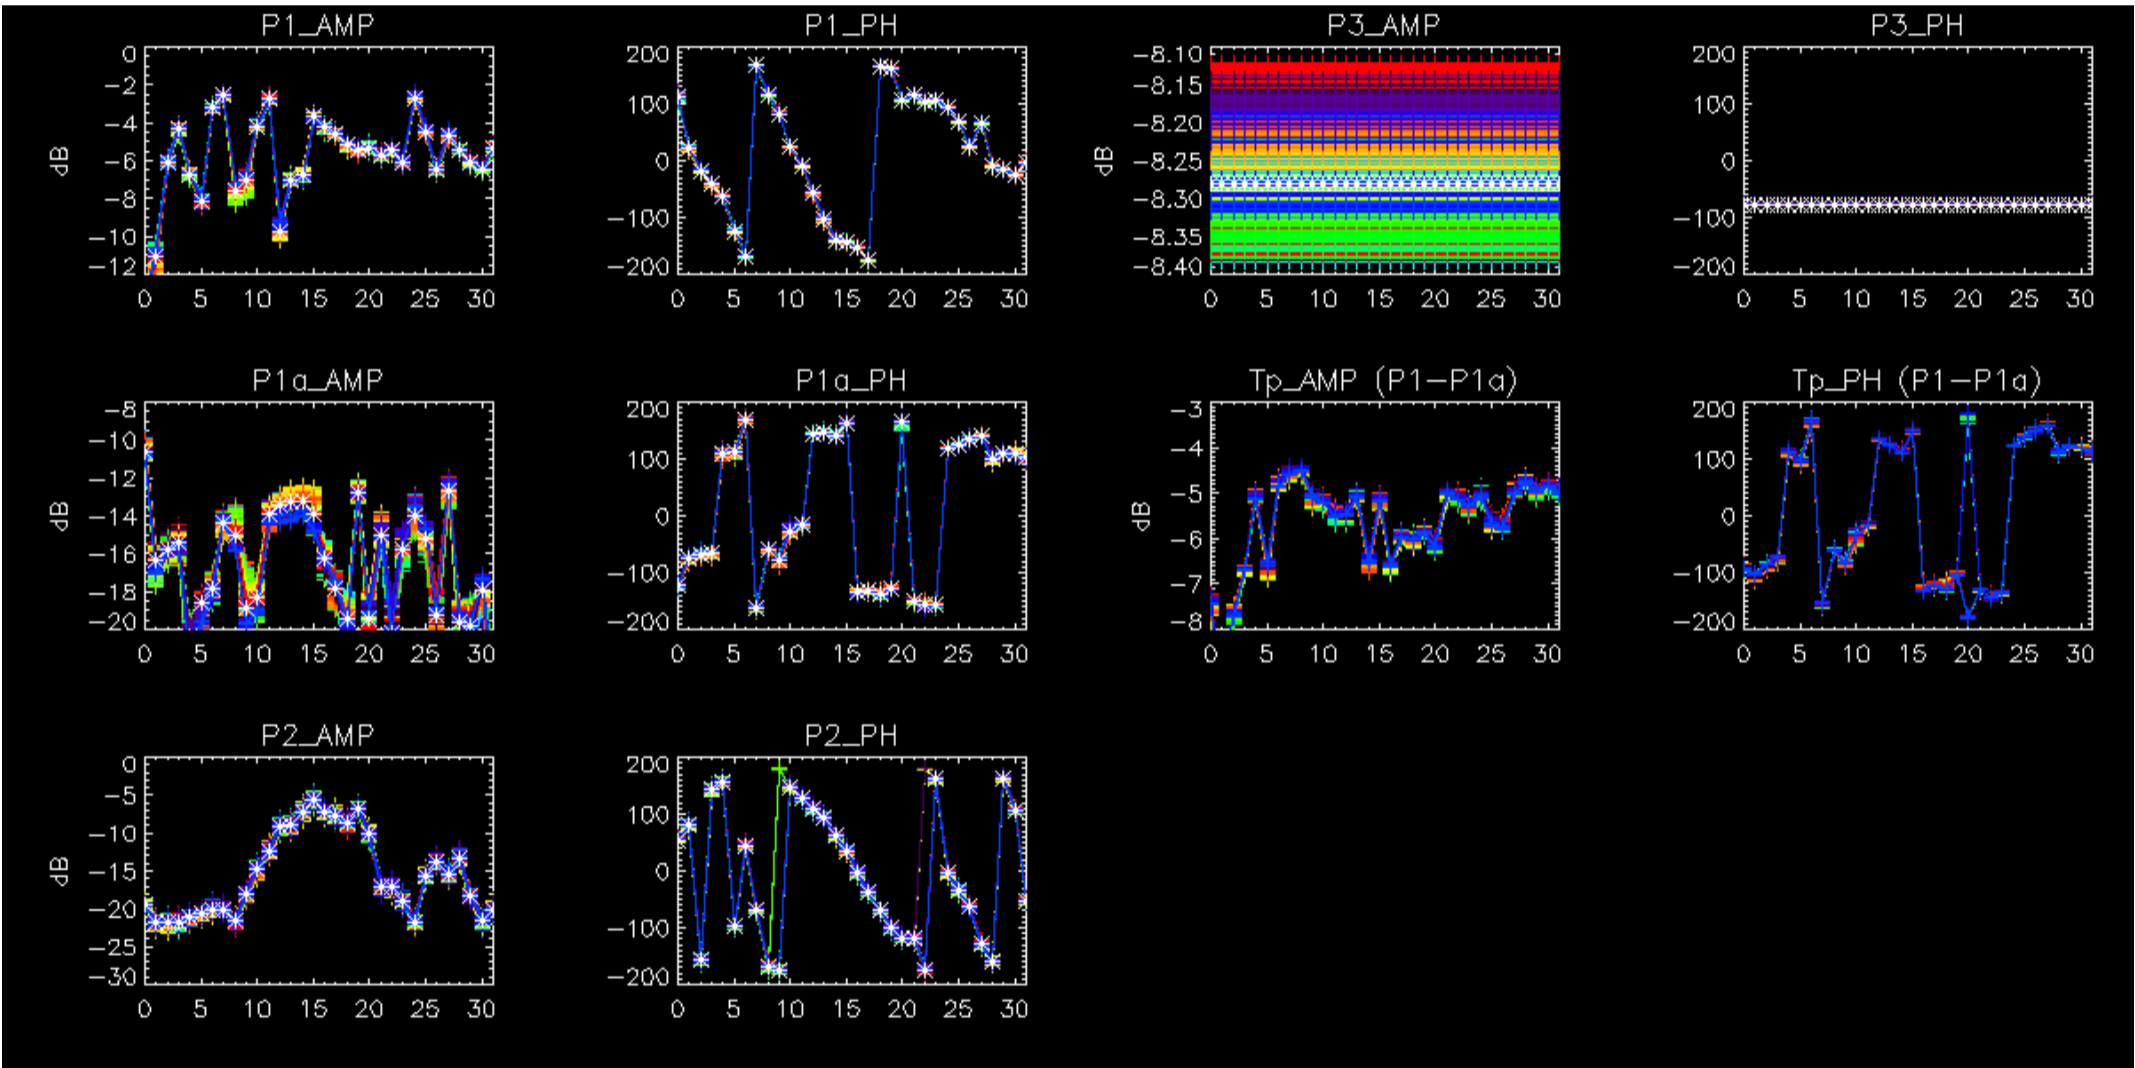 P1_AMP
0
−2
−4
−6
−8
−10
−12
dB
0 5 10 15 20 25 30
P1_PH
200
100
0
−100
−200
0 5 10 15 20 25 30
P3_AMP
−8.10
−8.15
−8.20
−8.25
−8.30
−8.35
−8.40
dB
0 5 10 15 20 25 30
P3_PH
200
100
0
−100
−200
0 5 10 15 20 25 30
P1a_AMP
−8
−10
−12
−14
−16
−18
−20
dB
0 5 10 15 20 25 30
P1a_PH
200
100
0
−100
−200
0 5 10 15 20 25 30
Tp_AMP (P1−P1a)
−3
−4
−5
−6
−7
−8
dB
0 5 10 15 20 25 30
Tp_PH (P1−P1a)
200
100
0
−100
−200
0 5 10 15 20 25 30
P2_AMP
0
−5
−10
−15
−20
−25
−30
dB
0 5 10 15 20 25 30
P2_PH
200
100
0
−100
−200
0 5 10 15 20 25 30